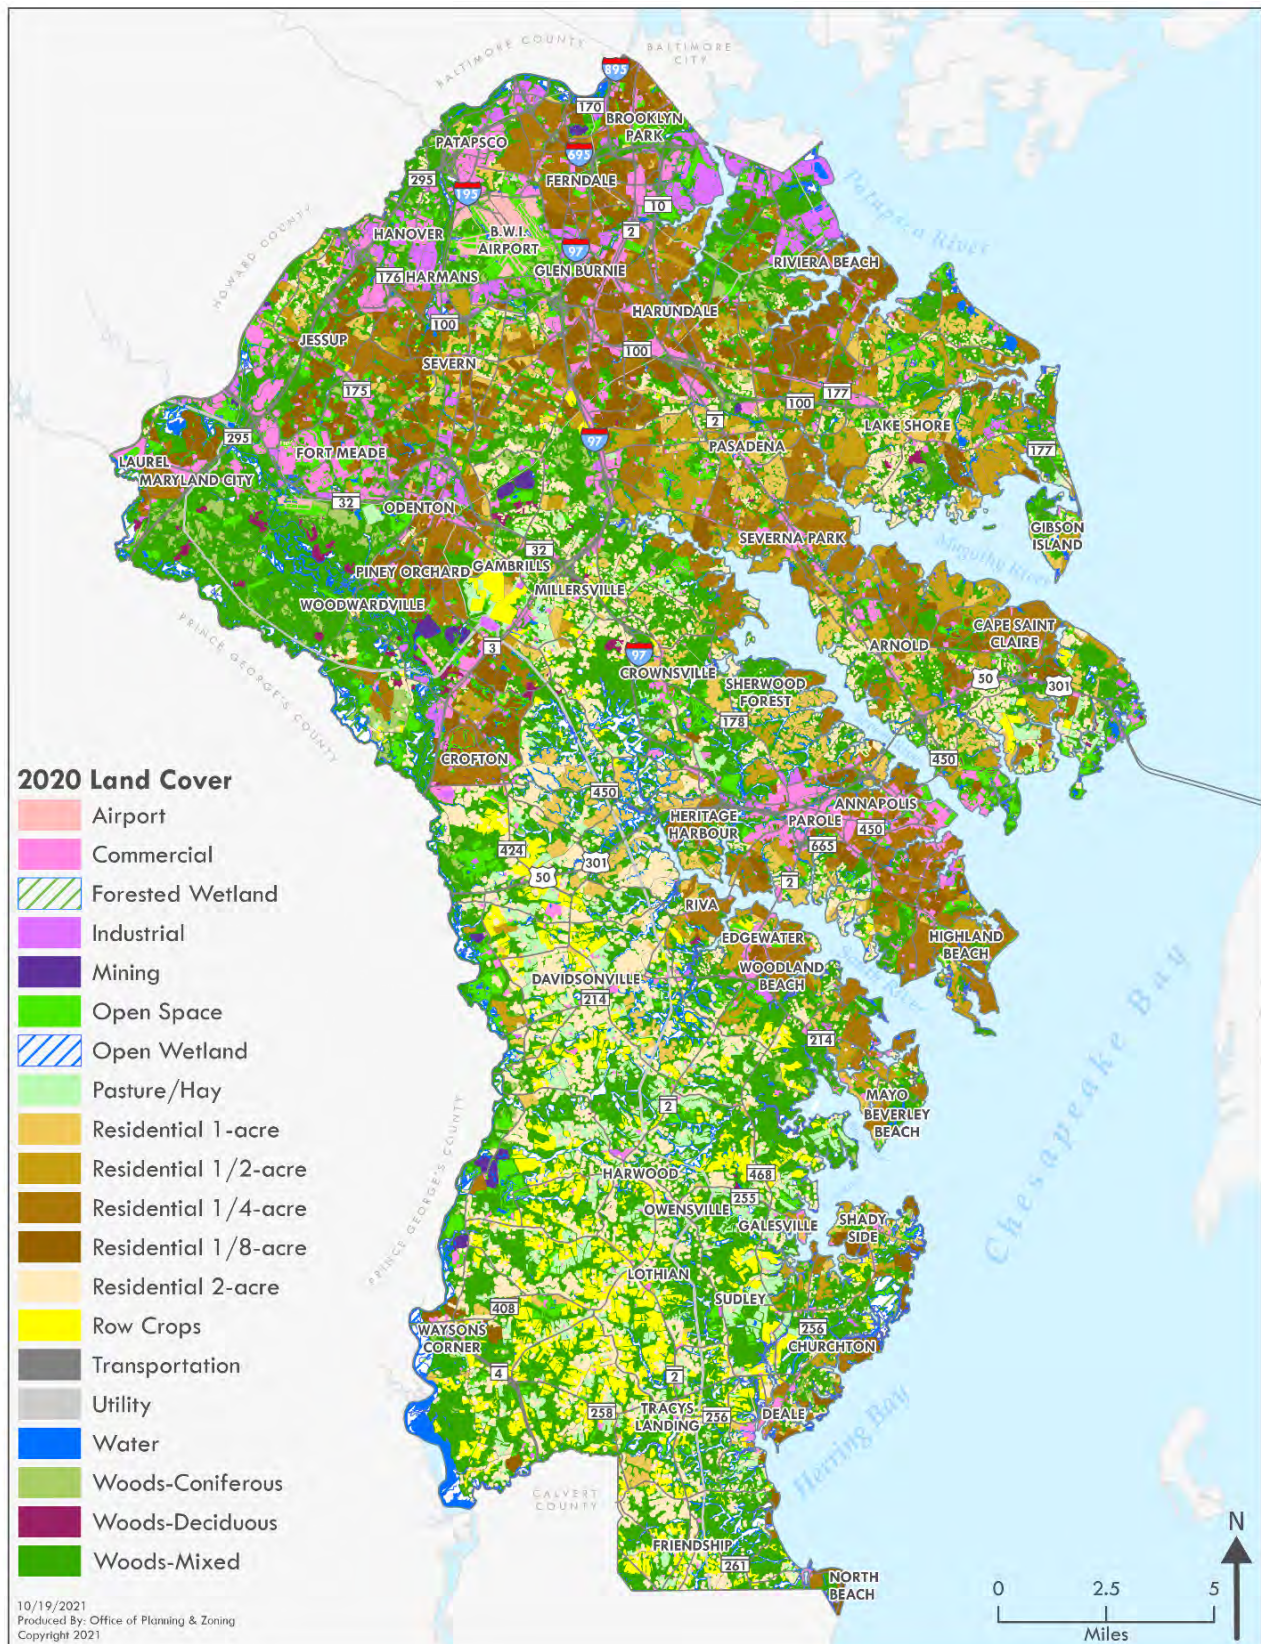 BALTIMORE COUNTY
BALTIMORE
CITY
895
170
BROOKLYN
PARK
PATAPSCO
695
295
FERNDALE
195
10
Patapsco River
HANOVER
B.W.I.
AIRPORT
2
97
HOWARD COUNTY
176
HARMANS
GLEN BURNIE
RIVIERA BEACH
HARUNDALE
100
JESSUP
SEVERN
100
175
177
100
2
LAKE SHORE
295
97
PASADENA
177
LAUREL
FORT MEADE
MARYLAND CITY
32
ODENTON
GIBSON
ISLAND
SEVERNA PARK
Magothy River
32
PINEY ORCHARD
GAMBRILLS
MILLERSVILLE
WOODWARDVILLE
CAPE SAINT
CLAIRE
PRINCE GEORGE'S COUNTY
3
97
ARNOLD
CROWNSVILLE
50
301
SHERWOOD
FOREST
178
CROFTON
450
450
HERITAGE
HARBOUR
ANNAPOLIS
PAROLE
450
424
301
50
665
2
RIVA
EDGEWATER
HIGHLAND
BEACH
WOODLAND
BEACH
DAVIDSONVILLE
214
River
214
Chesapeake Bay
MAYO
BEVERLEY
BEACH
2
PRINCE GEORGE'S COUNTY
HARWOOD
468
255
OWENSVILLE
GALESVILLE
SHADY
SIDE
LOTHIAN
SUDLEY
408
WAYSONS
CORNER
256
CHURCHTON
4
2
258
TRACYS
LANDING
256
DEALE
Herring Bay
CALVERT
COUNTY
FRIENDSHIP
261
NORTH
BEACH
2020 Land Cover
Airport
Commercial
Forested Wetland
Industrial
Mining
Open Space
Open Wetland
Pasture/Hay
Residential 1-acre
Residential 1/2-acre
Residential 1/4-acre
Residential 1/8-acre
Residential 2-acre
Row Crops
Transportation
Utility
Water
Woods-Coniferous
Woods-Deciduous
Woods-Mixed
10/19/2021
Produced By: Office of Planning & Zoning
Copyright 2021
N
0 2.5 5
Miles